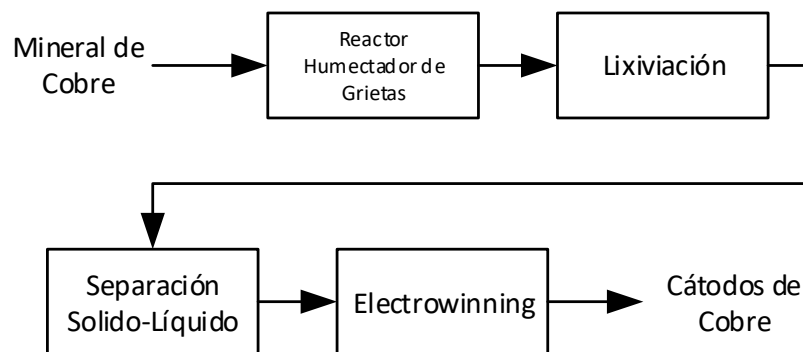 Mineral de
Cobre
Reactor
Humectador de
Grietas
Lixiviación
Separación
Solido-Líquido
Electrowinning
Cátodos de
Cobre